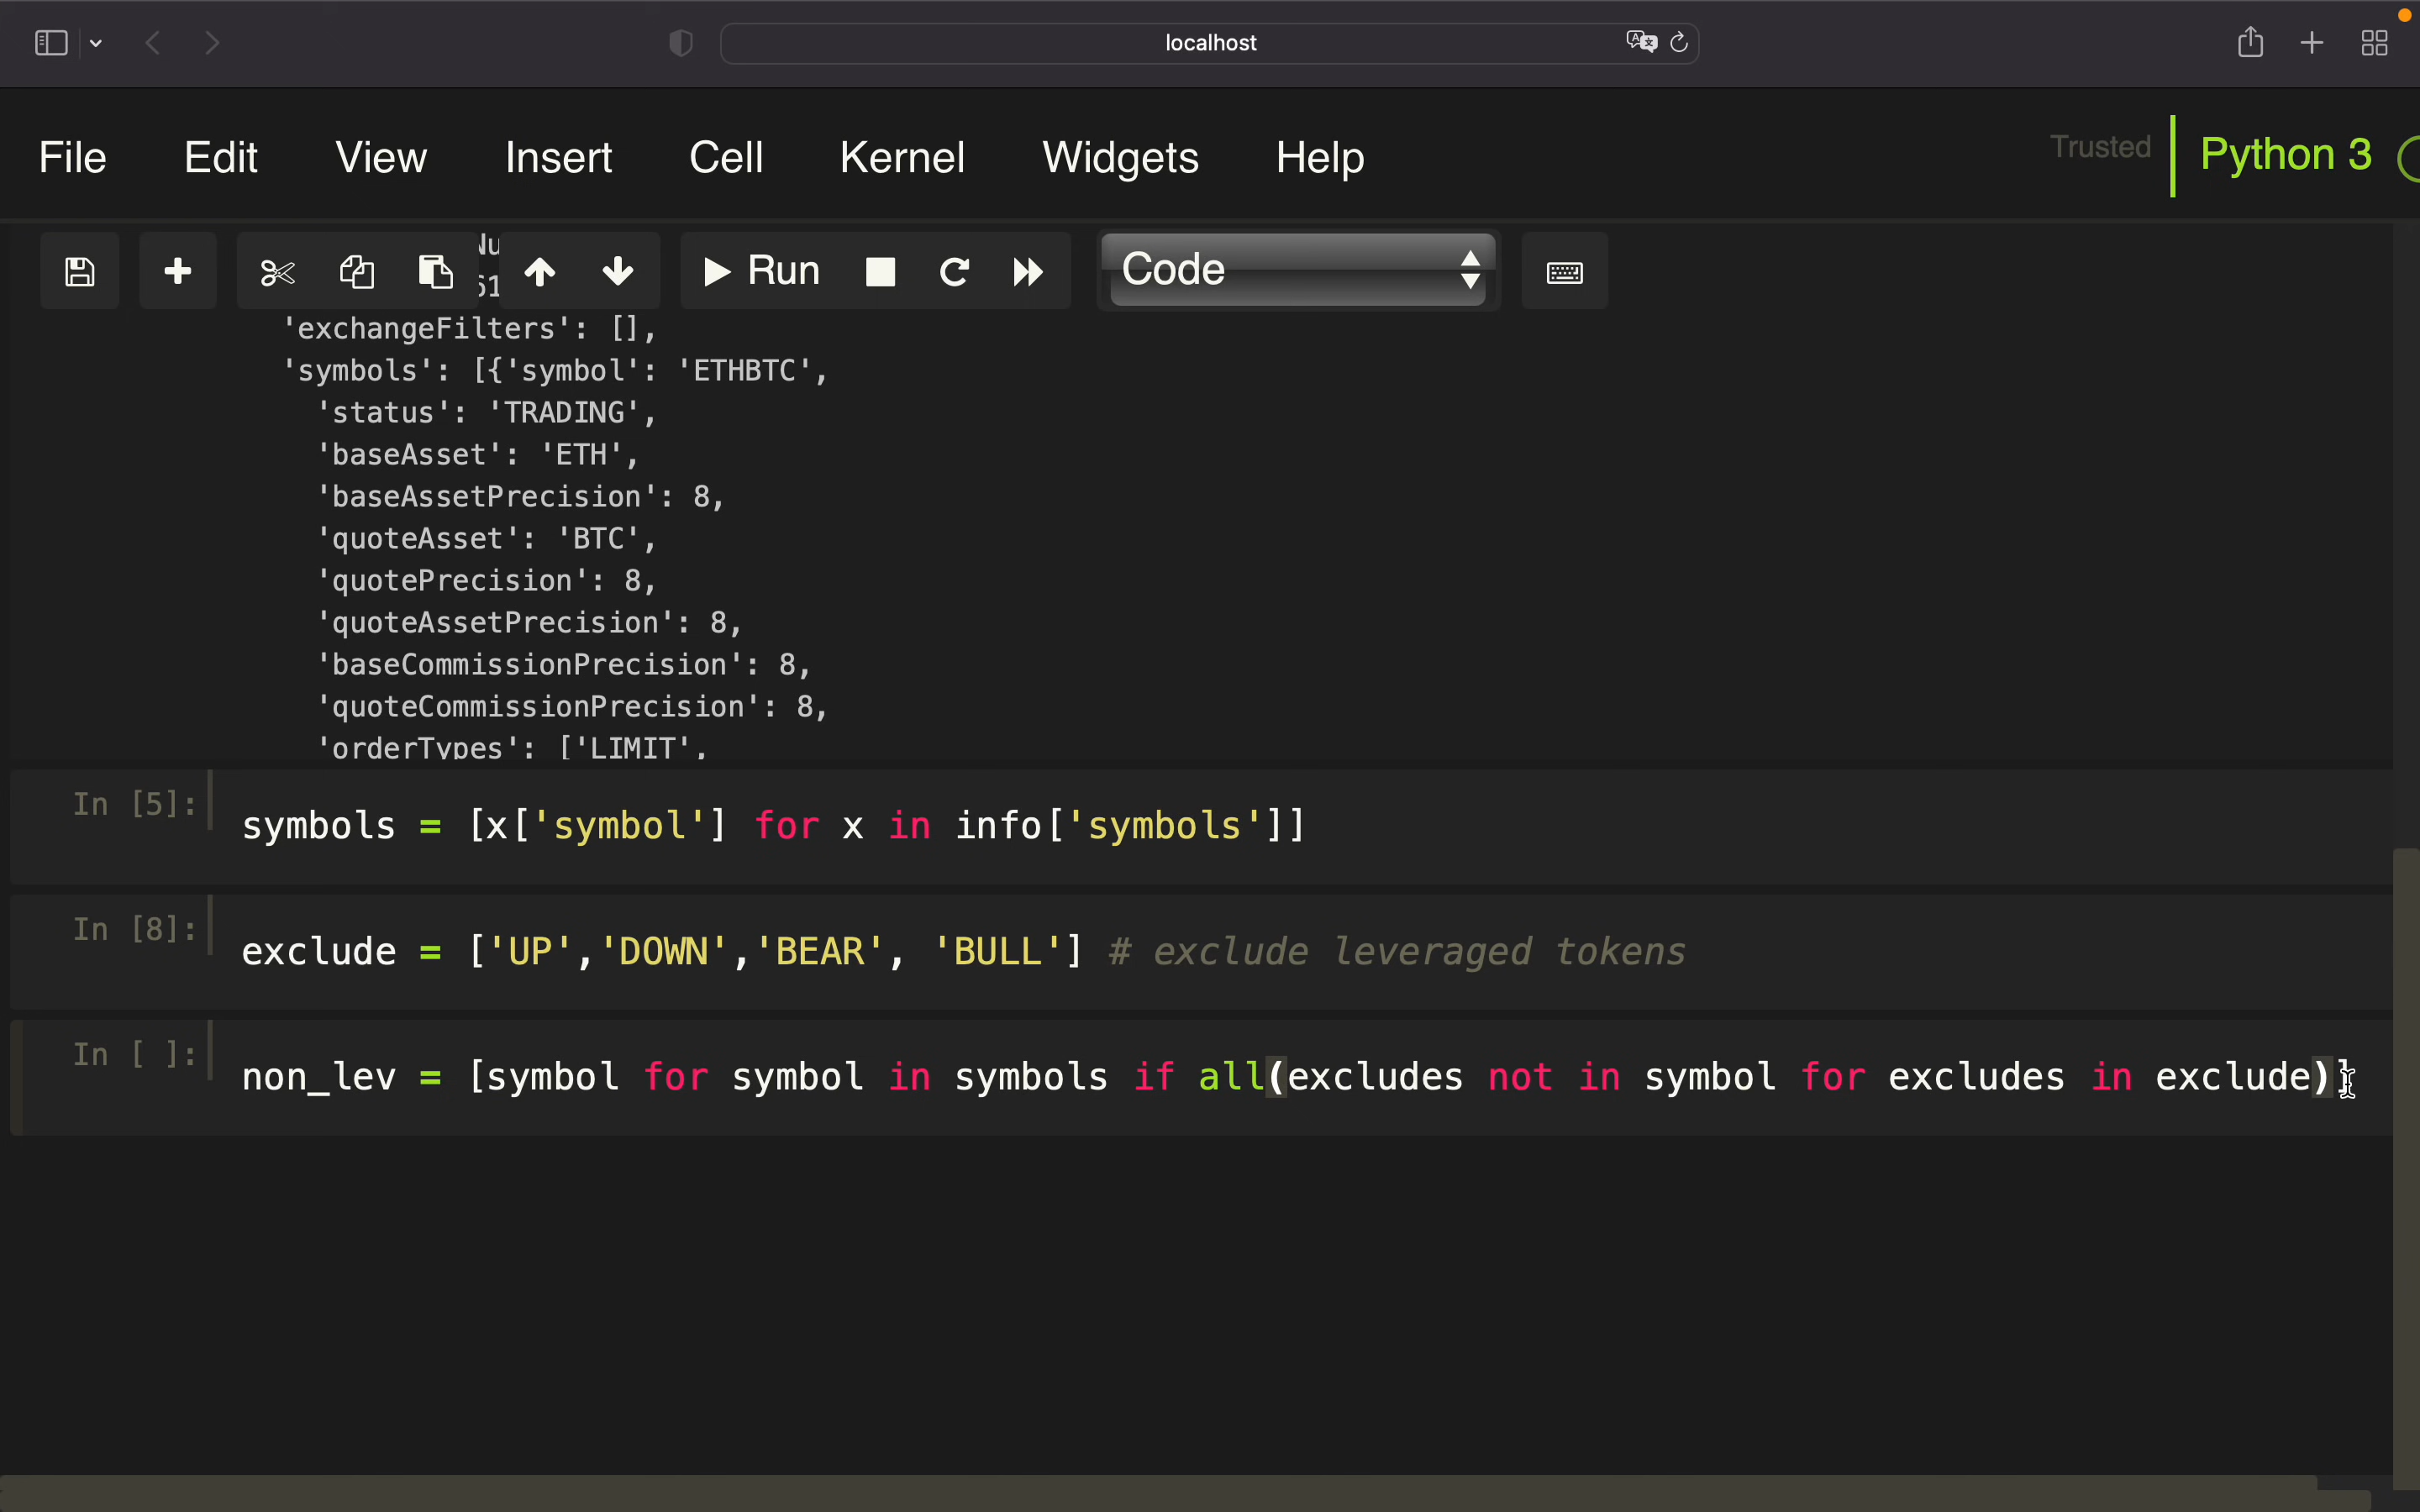 localhost
File Edit View Insert Cell Kernel Widgets Help Trusted Python 3
Run Code
'exchangeFilters': [],
'symbols': [{'symbol': 'ETHBTC',
'status': 'TRADING',
'baseAsset': 'ETH',
'baseAssetPrecision': 8,
'quoteAsset': 'BTC',
'quotePrecision': 8,
'quoteAssetPrecision': 8,
'baseCommissionPrecision': 8,
'quoteCommissionPrecision': 8,
'orderTypes': ['LIMIT',
In [5]: symbols = [x['symbol'] for x in info['symbols']]
In [8]: exclude = ['UP','DOWN','BEAR', 'BULL'] # exclude leveraged tokens
In [ ]: non_lev = [symbol for symbol in symbols if all(excludes not in symbol for excludes in exclude)]